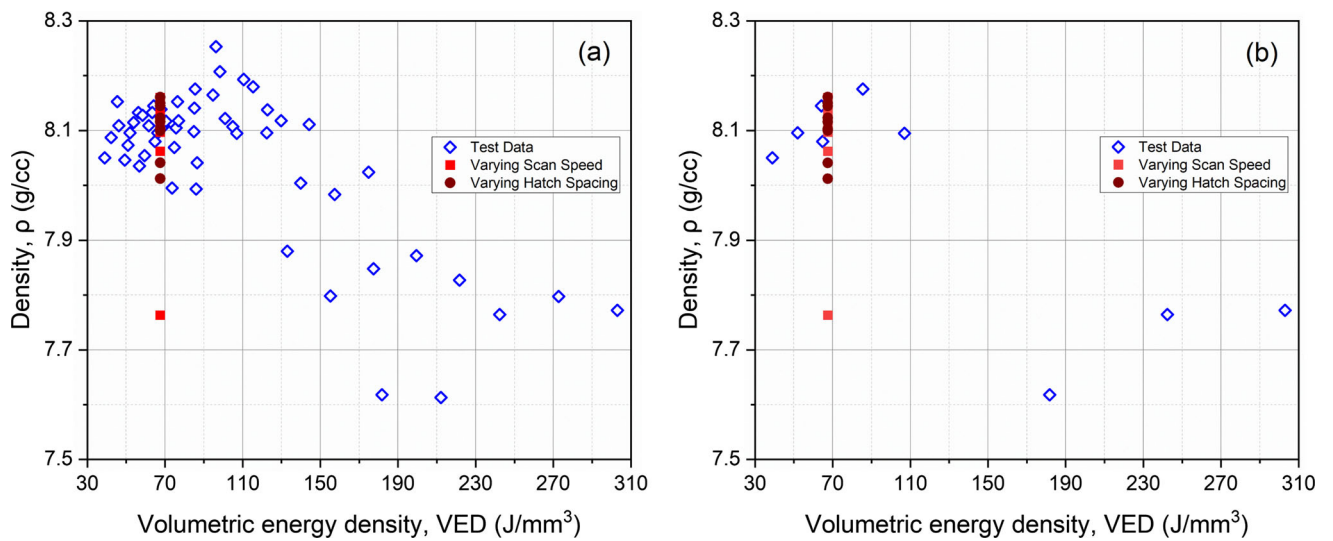 (a)
Density, ρ (g/cc)
8.3
8.1
7.9
7.7
7.5
Test Data
Varying Scan Speed
Varying Hatch Spacing
30 70 110 150 190 230 270 310
Volumetric energy density, VED (J/mm³)
(b)
Density, ρ (g/cc)
8.3
8.1
7.9
7.7
7.5
Test Data
Varying Scan Speed
Varying Hatch Spacing
30 70 110 150 190 230 270 310
Volumetric energy density, VED (J/mm³)